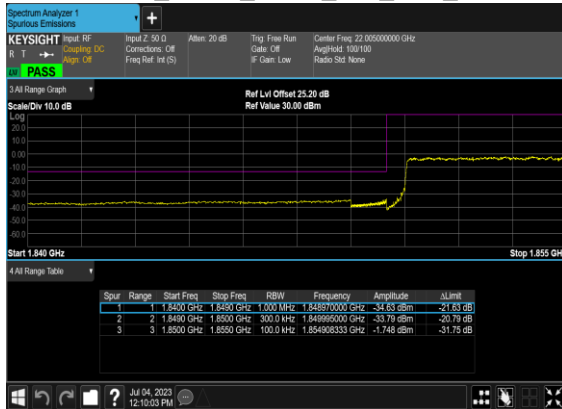 Spectrum Analyzer 1
Spurious Emissions
KEYSIGHT Input: RF
R T Coupling: DC
Align: Off
LU PASS
Input Z: 50 Ω
Corrections: Off
Freq Ref: Int (S)
Atten: 20 dB
Trig: Free Run
Gate: Off
IF Gain: Low
Center Freq: 22.005000000 GHz
Avg|Hold: 100/100
Radio Std: None
3 All Range Graph
Scale/Div 10.0 dB
Ref Lvl Offset 25.20 dB
Ref Value 30.00 dBm
Log
20.0
10.0
0.00
-10.0
-20.0
-30.0
-40.0
-50.0
-60.0
Start 1.840 GHz
Stop 1.855 GH
4 All Range Table
Spur Range Start Freq Stop Freq RBW Frequency Amplitude ΔLimit
1 1 1.8400 GHz 1.8490 GHz 1.000 MHz 1.848970000 GHz -34.63 dBm -21.63 dB
2 2 1.8490 GHz 1.8500 GHz 300.0 kHz 1.849995000 GHz -33.79 dBm -20.79 dB
3 3 1.8500 GHz 1.8550 GHz 100.0 kHz 1.854908333 GHz -1.748 dBm -31.75 dB
?
Jul 04, 2023
12:10:03 PM